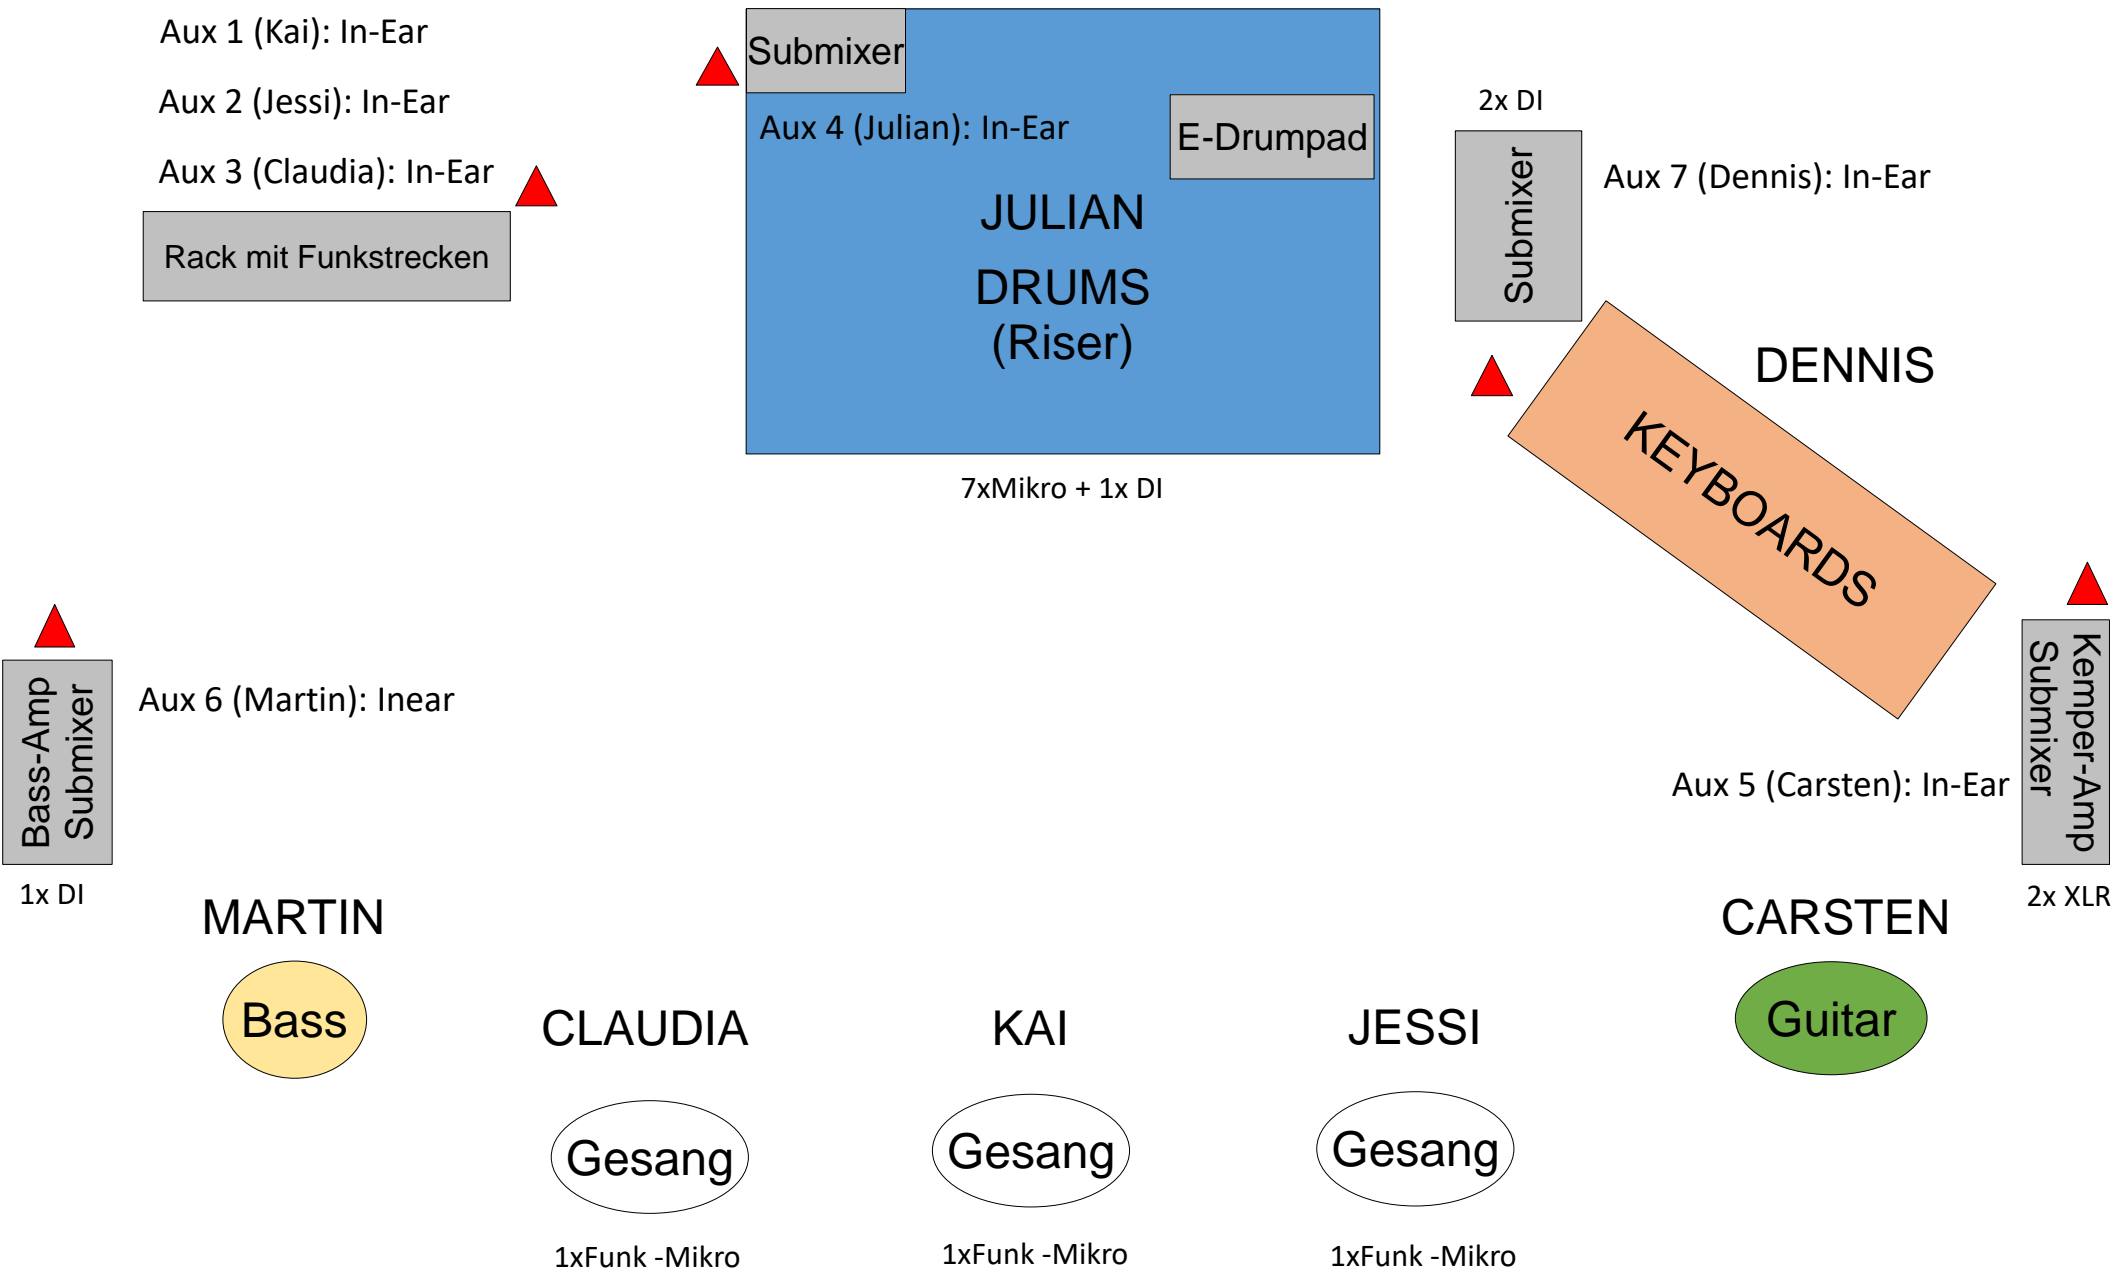 Aux 1 (Kai): In-Ear
Aux 2 (Jessi): In-Ear
Aux 3 (Claudia): In-Ear
Rack mit Funkstrecken
Submixer
Aux 4 (Julian): In-Ear
E-Drumpad
JULIAN
DRUMS
(Riser)
7xMikro + 1x DI
2x DI
Submixer
Aux 7 (Dennis): In-Ear
DENNIS
KEYBOARDS
Bass-Amp
Submixer
1x DI
Aux 6 (Martin): Inear
Kemper-Amp
Submixer
2x XLR
Aux 5 (Carsten): In-Ear
MARTIN
Bass
CLAUDIA
Gesang
1xFunk -Mikro
KAI
Gesang
1xFunk -Mikro
JESSI
Gesang
1xFunk -Mikro
CARSTEN
Guitar